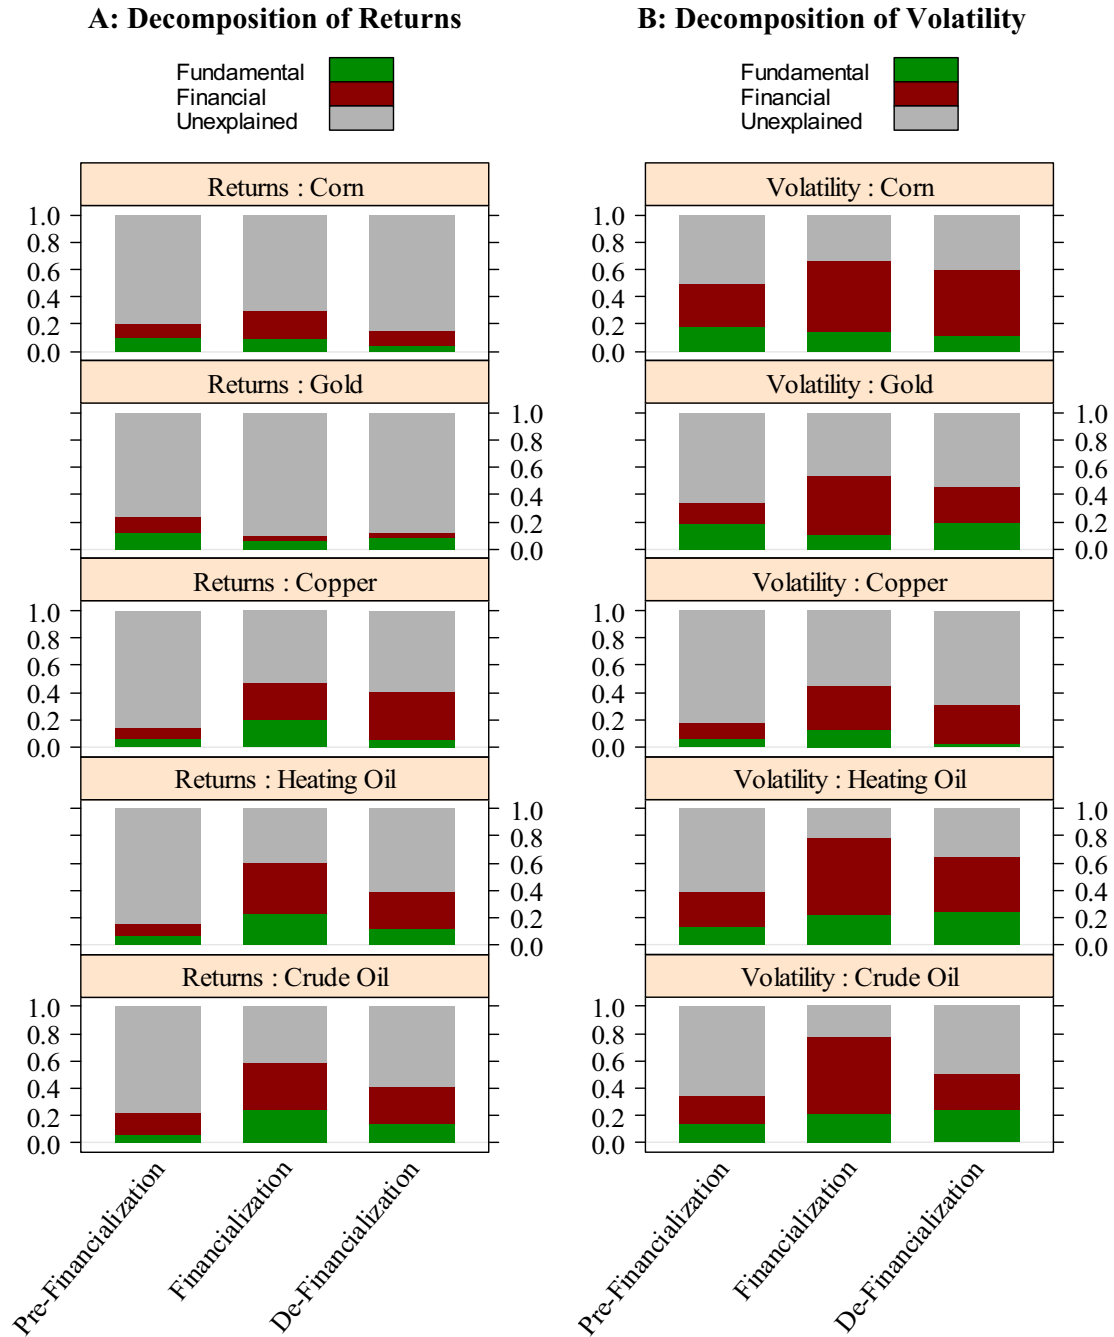 A: Decomposition of Returns
Fundamental
Financial
Unexplained
Returns : Corn
1.0
0.8
0.6
0.4
0.2
0.0
Returns : Gold
1.0
0.8
0.6
0.4
0.2
0.0
Returns : Copper
1.0
0.8
0.6
0.4
0.2
0.0
Returns : Heating Oil
1.0
0.8
0.6
0.4
0.2
0.0
Returns : Crude Oil
1.0
0.8
0.6
0.4
0.2
0.0
Pre-Financialization
Financialization
De-Financialization
B: Decomposition of Volatility
Fundamental
Financial
Unexplained
Volatility : Corn
1.0
0.8
0.6
0.4
0.2
0.0
Volatility : Gold
1.0
0.8
0.6
0.4
0.2
0.0
Volatility : Copper
1.0
0.8
0.6
0.4
0.2
0.0
Volatility : Heating Oil
1.0
0.8
0.6
0.4
0.2
0.0
Volatility : Crude Oil
1.0
0.8
0.6
0.4
0.2
0.0
Pre-Financialization
Financialization
De-Financialization